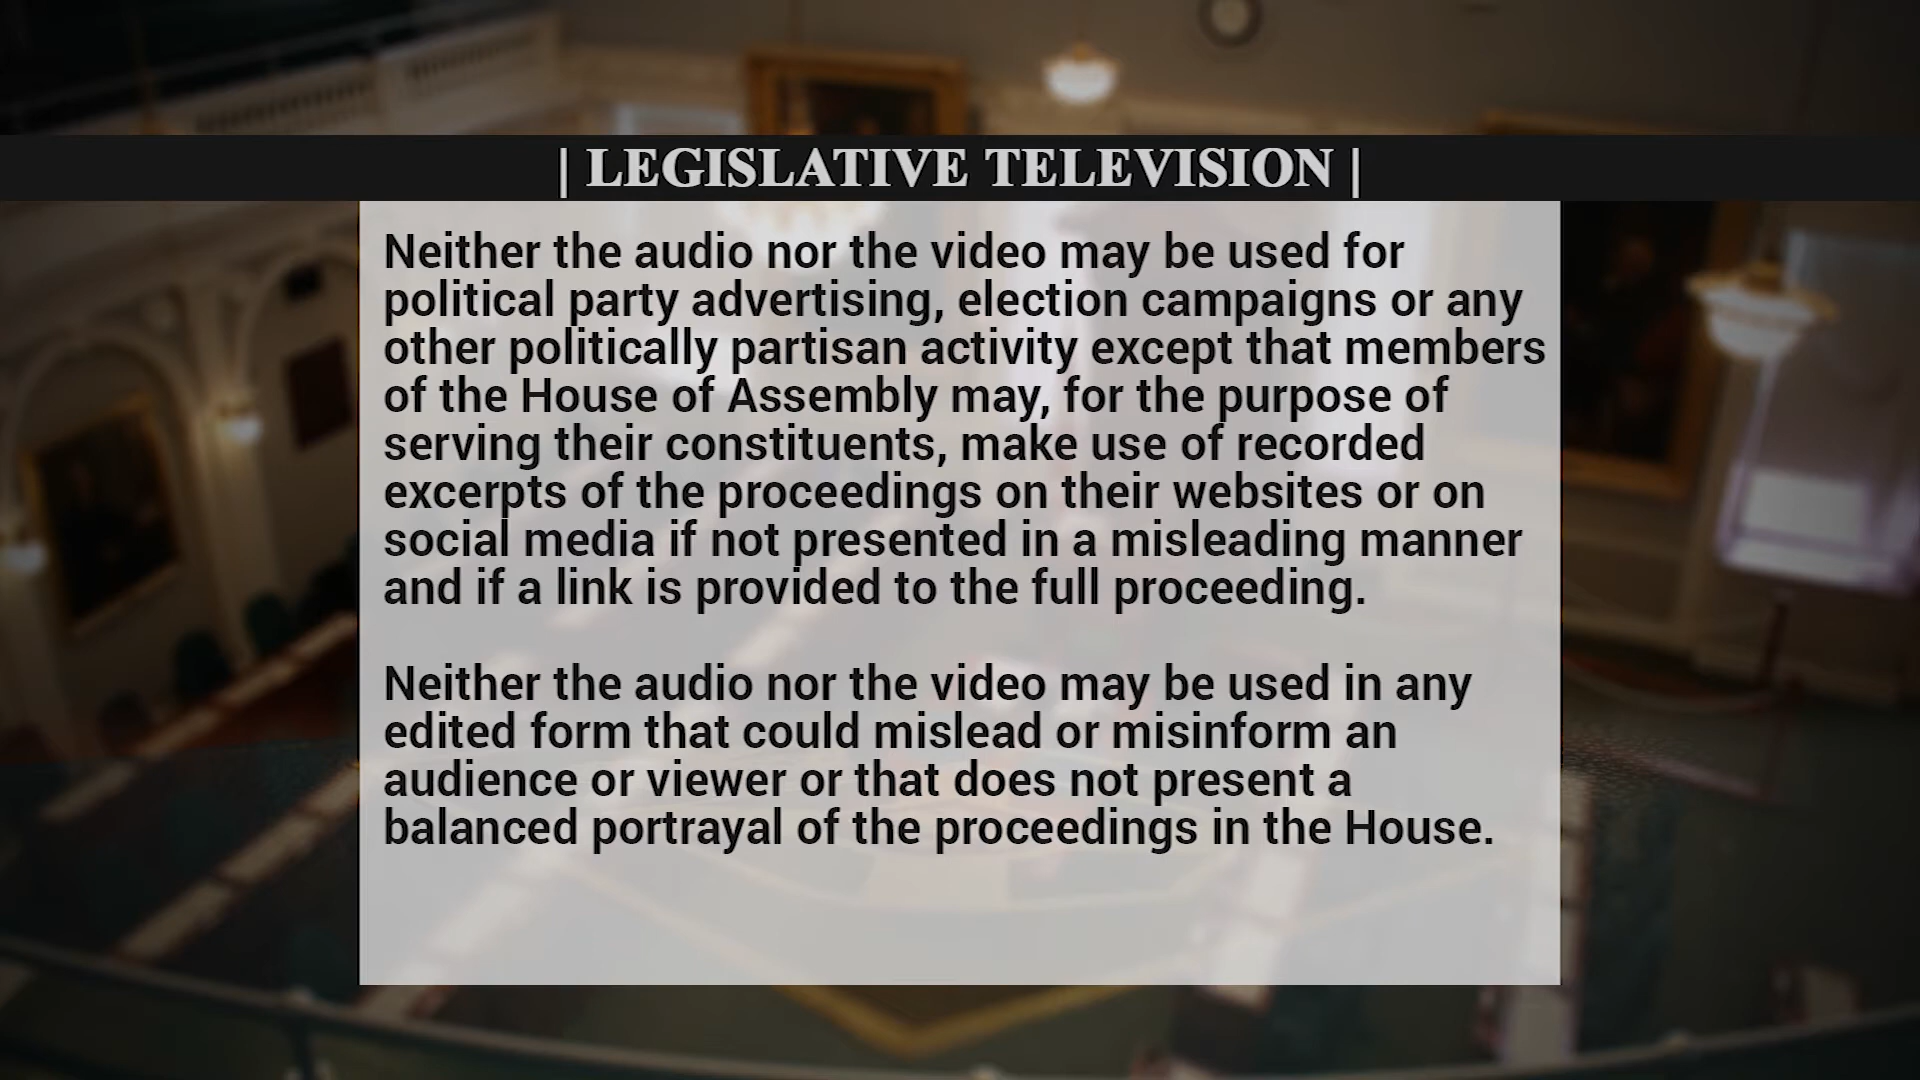 | LEGISLATIVE TELEVISION |
Neither the audio nor the video may be used for
political party advertising, election campaigns or any
other politically partisan activity except that members
of the House of Assembly may, for the purpose of
serving their constituents, make use of recorded
excerpts of the proceedings on their websites or on
social media if not presented in a misleading manner
and if a link is provided to the full proceeding.
Neither the audio nor the video may be used in any
edited form that could mislead or misinform an
audience or viewer or that does not present a
balanced portrayal of the proceedings in the House.